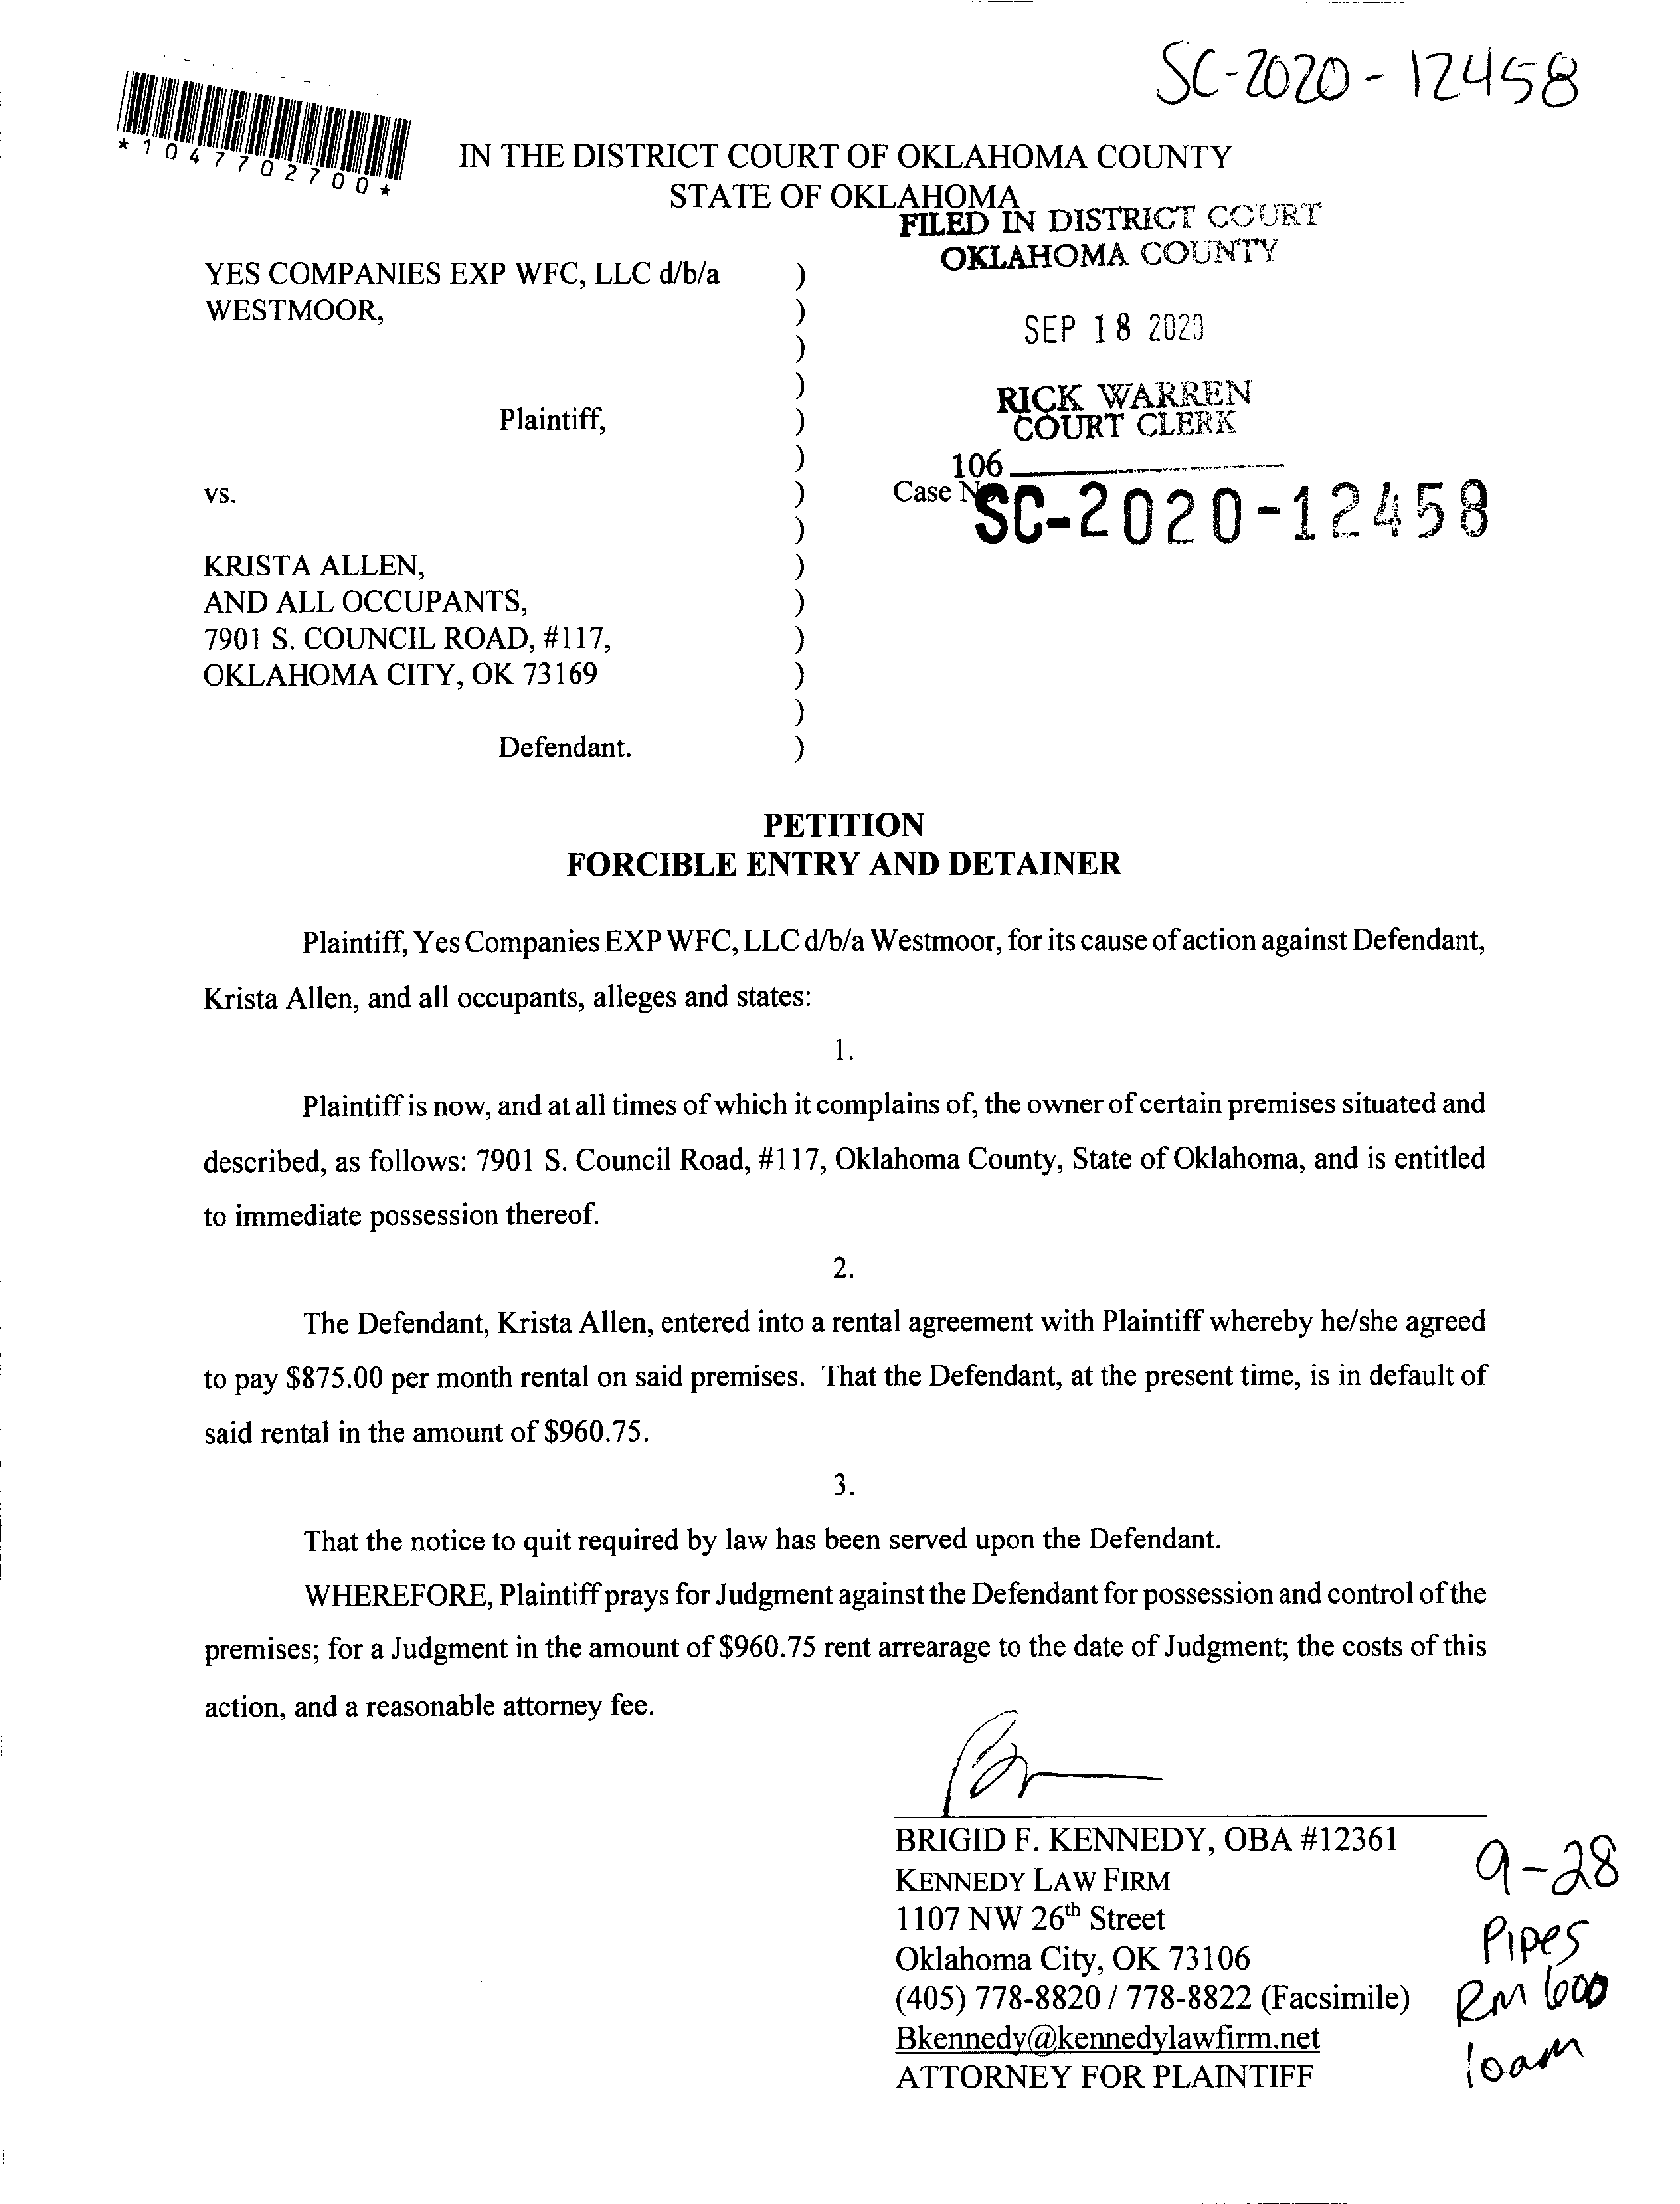 SC-2020-12458
*1047702700*
IN THE DISTRICT COURT OF OKLAHOMA COUNTY
STATE OF OKLAHOMA
FILED IN DISTRICT COURT
OKLAHOMA COUNTY
YES COMPANIES EXP WFC, LLC d/b/a )
WESTMOOR, )
SEP 18 2020
)
)
RICK WARREN
COURT CLERK
Plaintiff, )
)
106
vs. )
Case No. SC-2020-12458
)
KRISTA ALLEN, )
AND ALL OCCUPANTS, )
7901 S. COUNCIL ROAD, #117, )
OKLAHOMA CITY, OK 73169 )
)
Defendant. )
PETITION
FORCIBLE ENTRY AND DETAINER
Plaintiff, Yes Companies EXP WFC, LLC d/b/a Westmoor, for its cause of action against Defendant,
Krista Allen, and all occupants, alleges and states:
1.
Plaintiff is now, and at all times of which it complains of, the owner of certain premises situated and
described, as follows: 7901 S. Council Road, #117, Oklahoma County, State of Oklahoma, and is entitled
to immediate possession thereof.
2.
The Defendant, Krista Allen, entered into a rental agreement with Plaintiff whereby he/she agreed
to pay $875.00 per month rental on said premises. That the Defendant, at the present time, is in default of
said rental in the amount of $960.75.
3.
That the notice to quit required by law has been served upon the Defendant.
WHEREFORE, Plaintiff prays for Judgment against the Defendant for possession and control of the
premises; for a Judgment in the amount of $960.75 rent arrearage to the date of Judgment; the costs of this
action, and a reasonable attorney fee.
BRIGID F. KENNEDY, OBA #12361
KENNEDY LAW FIRM
1107 NW 26th Street
Oklahoma City, OK 73106
(405) 778-8820 / 778-8822 (Facsimile)
Bkennedy@kennedylawfirm.net
ATTORNEY FOR PLAINTIFF
9-28
Pipes
RM 600
10am